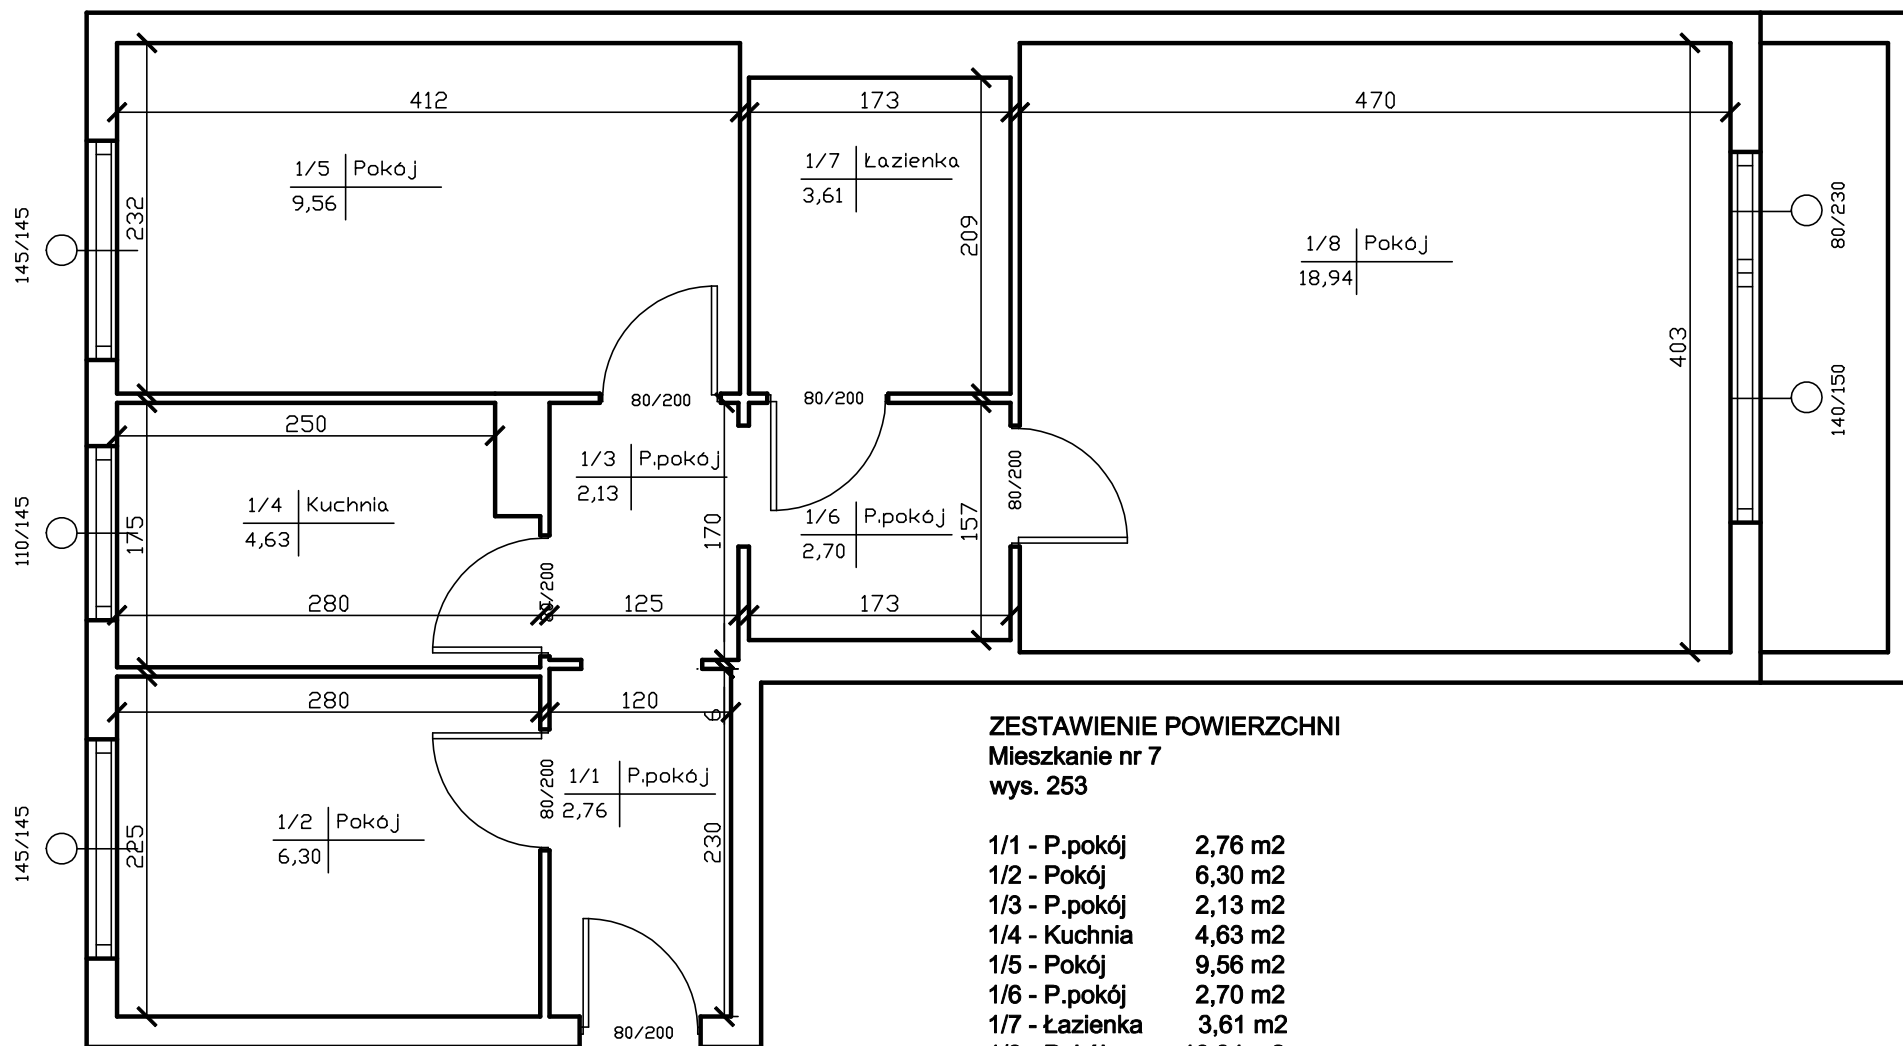 412
173
470
1/5 Pokój
9,56
1/7 Łazienka
3,61
1/8 Pokój
18,94
145/145
232
209
403
80/230
140/150
80/200
80/200
250
1/3 P.pokój
2,13
1/4 Kuchnia
4,63
110/145
175
170
1/6 P.pokój
2,70
157
80/200
80/200
280
125
173
280
120
1/1 P.pokój
2,76
80/200
1/2 Pokój
6,30
145/145
225
230
80/200
ZESTAWIENIE POWIERZCHNI
Mieszkanie nr 7
wys. 253
1/1 - P.pokój 2,76 m2
1/2 - Pokój 6,30 m2
1/3 - P.pokój 2,13 m2
1/4 - Kuchnia 4,63 m2
1/5 - Pokój 9,56 m2
1/6 - P.pokój 2,70 m2
1/7 - Łazienka 3,61 m2